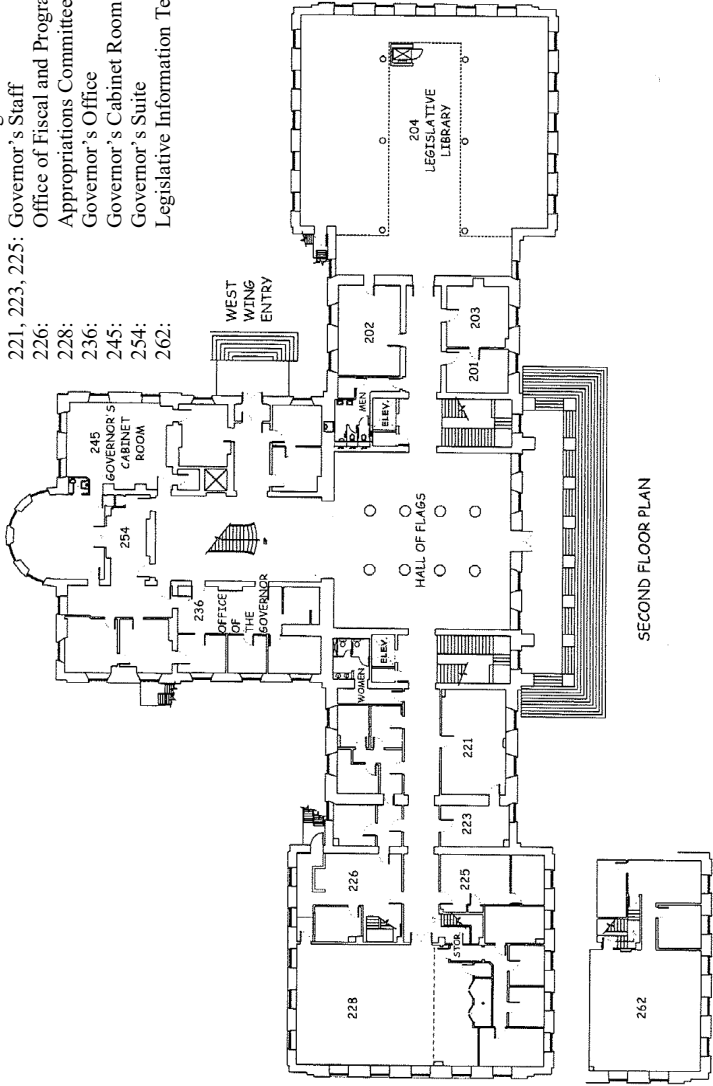 221, 223, 225: Governor's Staff
226: Office of Fiscal and
228: Appropriations Committee
236: Governor's Office
245: Governor's Cabinet Room
254: Governor's Suite
262: Legislative Information
204
LEGISLATIVE
LIBRARY
WEST
WING
ENTRY
202
203
201
MEN
ELEV.
245
GOVERNOR'S
CABINET
ROOM
254
HALL OF FLAGS
236
OFFICE
OF
THE
GOVERNOR
WOMEN
ELEV.
221
223
226
225
STOR.
228
262
SECOND FLOOR PLAN